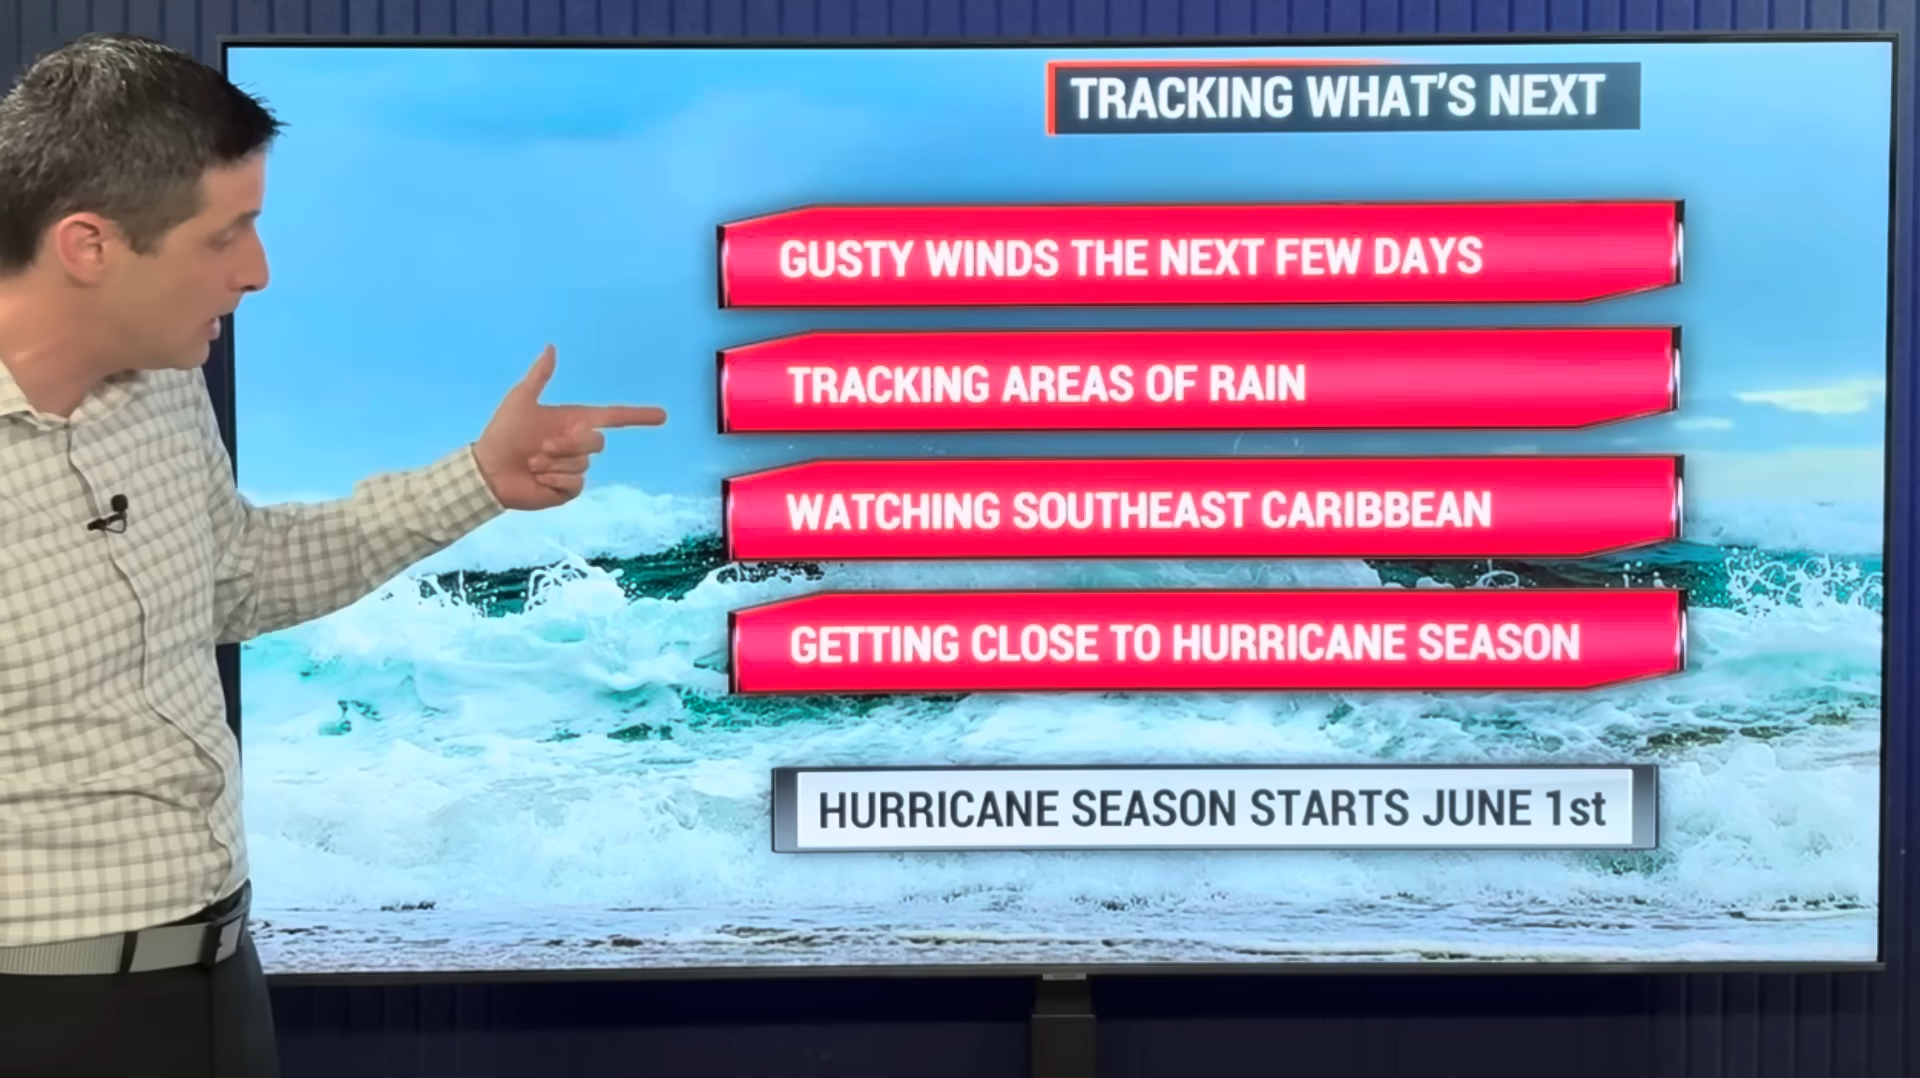 TRACKING WHAT'S NEXT
GUSTY WINDS THE NEXT FEW DAYS
TRACKING AREAS OF RAIN
WATCHING SOUTHEAST CARIBBEAN
GETTING CLOSE TO HURRICANE SEASON
HURRICANE SEASON STARTS JUNE 1st